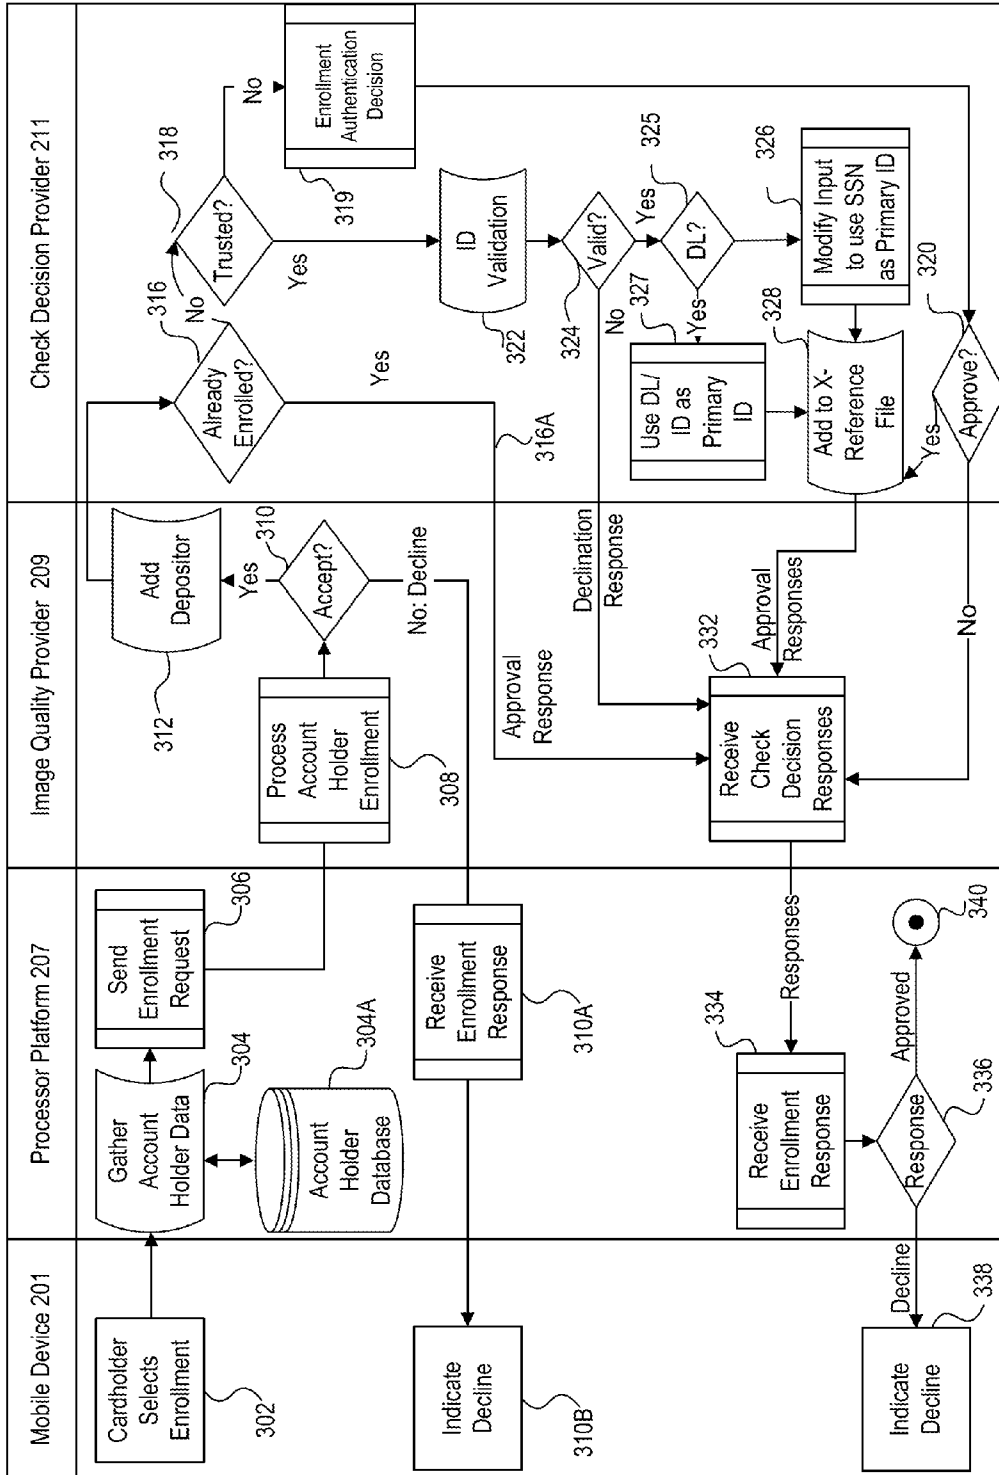 Mobile Device 201
Processor Platform 207
Image Quality Provider 209
Check Decision Provider 211
Cardholder
Selects
Enrollment
302
Gather
Account
Holder Data
304
Account
Holder
Database
304A
Send
Enrollment
Request
306
Process
Account
Holder
Enrollment
308
Accept?
310
Yes
No: Decline
Add
Depositor
312
Receive
Enrollment
Response
310A
Indicate
Decline
310B
Already
Enrolled?
316
No
Yes
316A
Approval
Response
Trusted?
318
No
Yes
Enrollment
Authentication
Decision
319
ID
Validation
322
Valid?
324
No
Yes
Declination
Response
DL?
325
Yes
Modify Input
to use SSN
as Primary ID
326
Use DL/
ID as
Primary
ID
327
Add to X-
Reference
File
328
Approve?
320
Yes
No
Approval
Responses
Receive
Check
Decision
Responses
332
Responses
Receive
Enrollment
Response
334
Response
336
Approved
340
Decline
Indicate
Decline
338